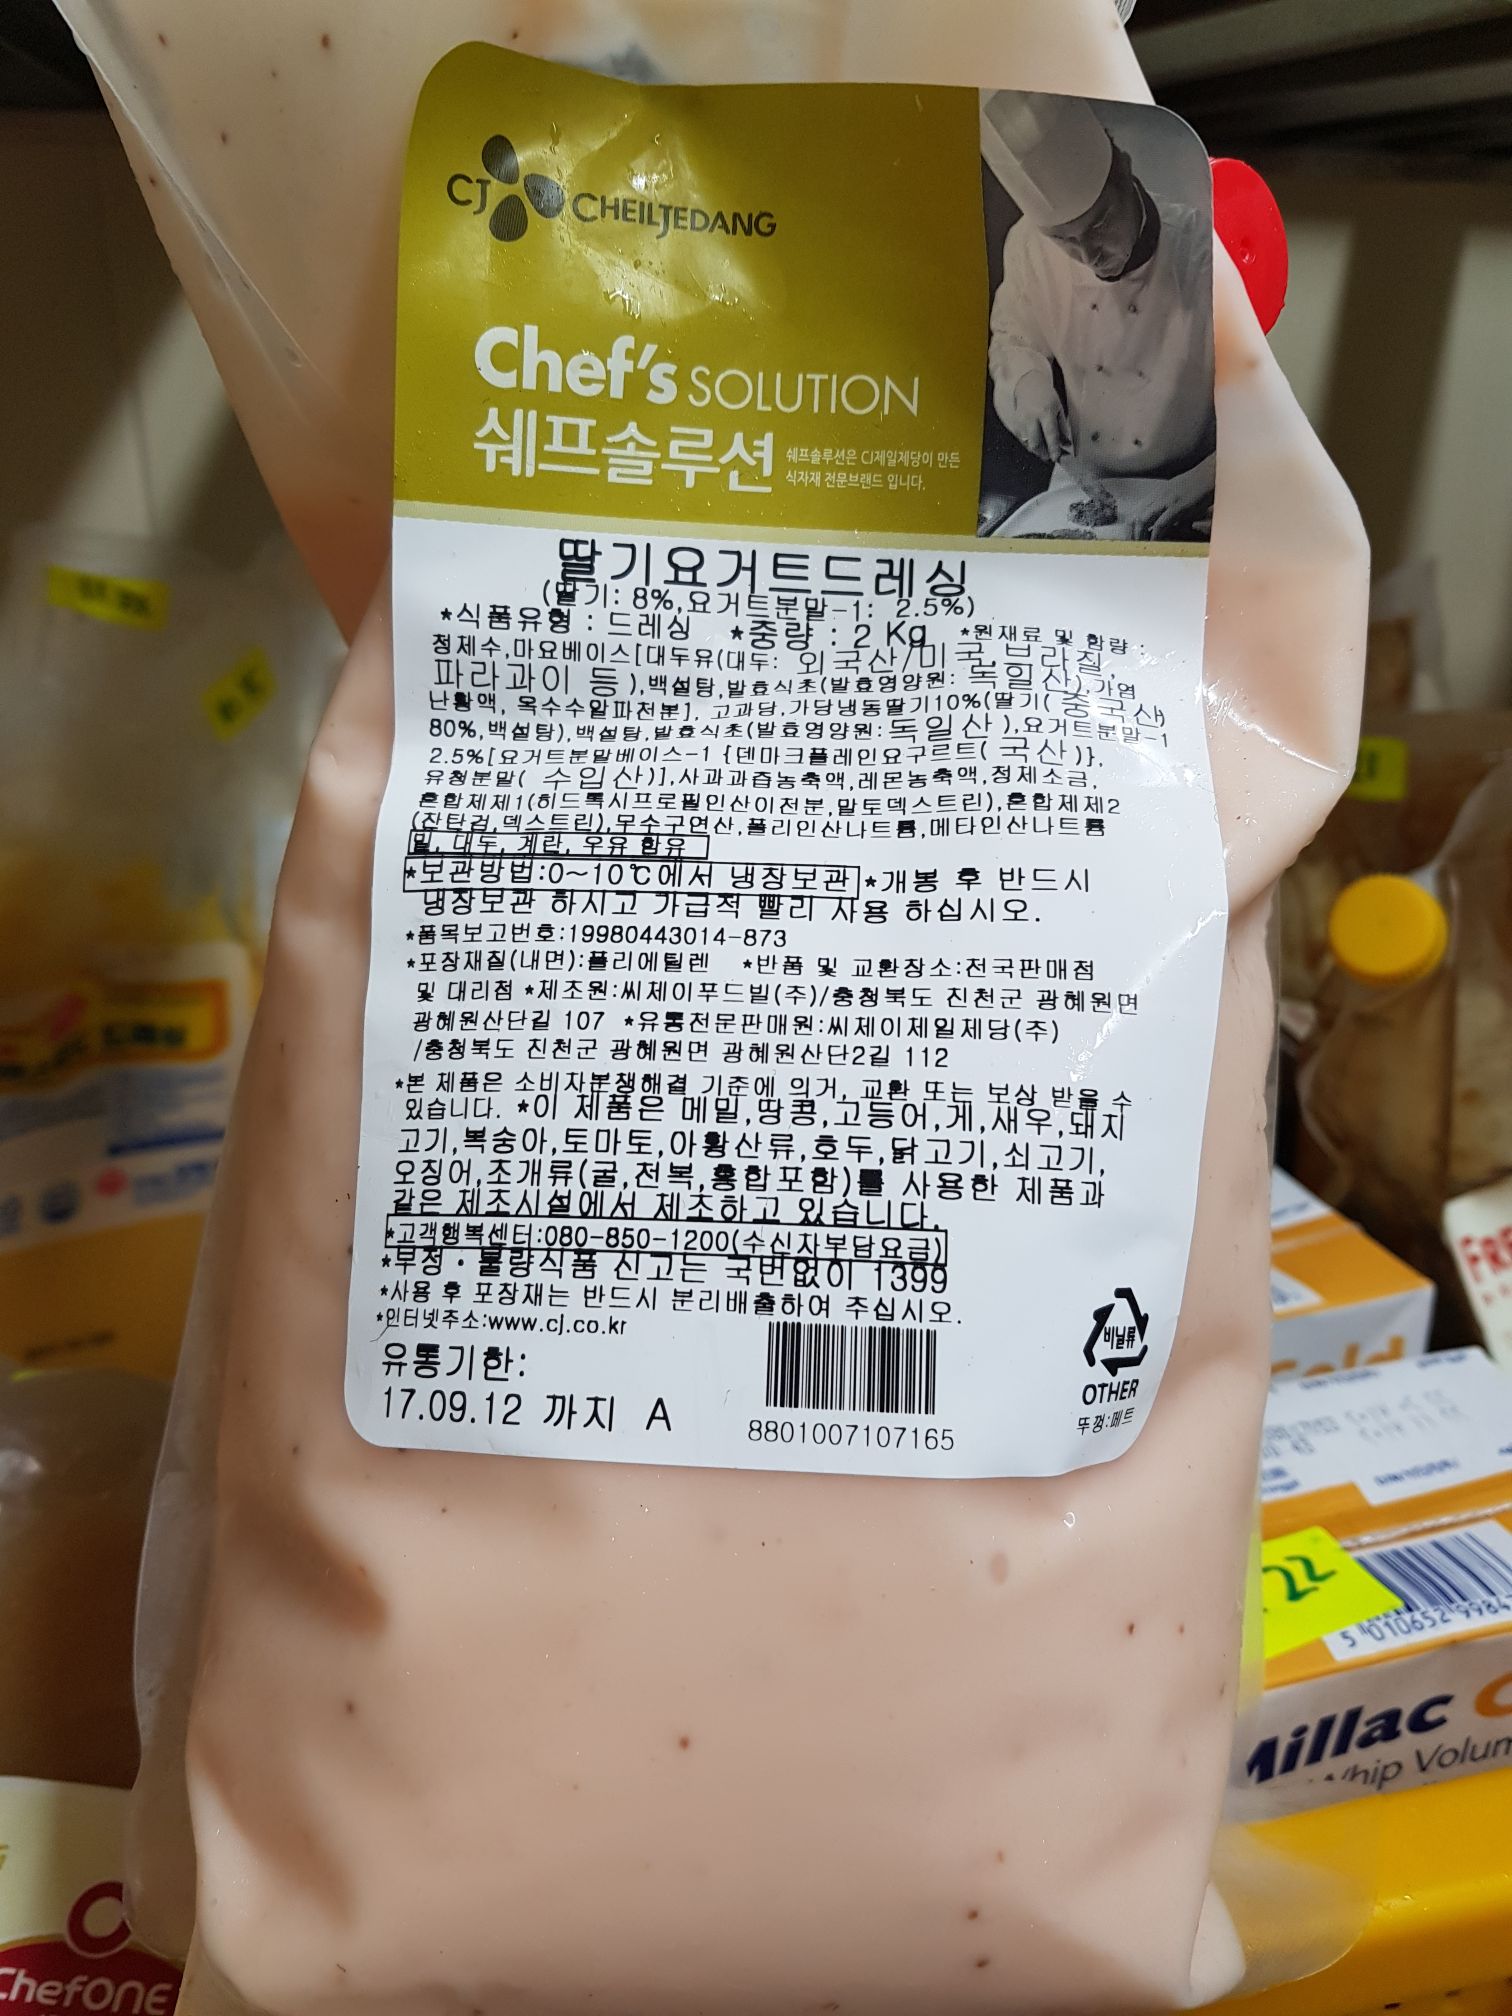 CJ CHEILJEDANG
Chef's SOLUTION
쉐프솔루션
쉐프솔루션은 CJ제일제당이 만든
식자재 전문브랜드 입니다.
딸기요거트드레싱
(딸기: 8%,요거트분말-1: 2.5%)
*식품유형 : 드레싱 *중량 : 2 Kg *원재료 및 함량 :
정제수,마요베이스[대두유(대두: 외국산/미국,브라질,
파라과이 등),백설탕,발효식초(발효영양원: 독일산),가염
난황액, 옥수수알파전분], 고과당,가당냉동딸기10%(딸기(중국산)
80%,백설탕),백설탕,발효식초(발효영양원:독일산),요거트분말-1
2.5%[요거트분말베이스-1 {덴마크플레인요구르트( 국산)},
유청분말( 수입산)],사과과즙농축액,레몬농축액,정제소금,
혼합제제1(히드록시프로필인산이전분,말토덱스트린),혼합제제2
(잔탄검,덱스트린),무수구연산,폴리인산나트륨,메타인산나트륨
밀, 대두, 계란, 우유 함유
*보관방법:0~10℃에서 냉장보관 *개봉 후 반드시
냉장보관 하시고 가급적 빨리 사용 하십시오.
*품목보고번호:19980443014-873
*포장재질(내면):폴리에틸렌 *반품 및 교환장소:전국판매점
및 대리점 *제조원:씨제이푸드빌(주)/충청북도 진천군 광혜원면
광혜원산단길 107 *유통전문판매원:씨제이제일제당(주)
/충청북도 진천군 광혜원면 광혜원산단2길 112
*본 제품은 소비자분쟁해결 기준에 의거, 교환 또는 보상 받을 수
있습니다. *이 제품은 메밀,땅콩,고등어,게,새우,돼지
고기,복숭아,토마토,아황산류,호두,닭고기,쇠고기,
오징어,조개류(굴,전복,홍합포함)를 사용한 제품과
같은 제조시설에서 제조하고 있습니다.
*고객행복센터:080-850-1200(수신자부담요금)
*부정·불량식품 신고는 국번없이 1399
*사용 후 포장재는 반드시 분리배출하여 주십시오.
*인터넷주소:www.cj.co.kr
유통기한:
17.09.12 까지 A
8801007107165
비닐류
OTHER
뚜껑:페트
22
Millac
Whip
ChefONE